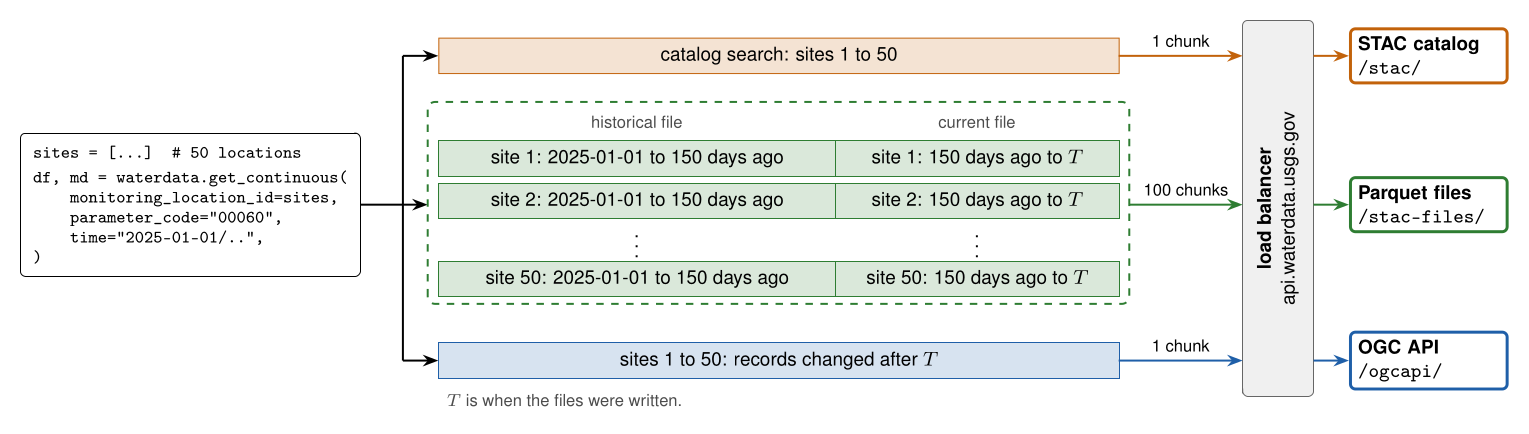 sites = [...]  # 50 locations
df, md = waterdata.get_continuous(
    monitoring_location_id=sites,
    parameter_code="00060",
    time="2025-01-01/..",
)
catalog search: sites 1 to 50
1 chunk
historical file
current file
site 1: 2025-01-01 to 150 days ago
site 1: 150 days ago to T
site 2: 2025-01-01 to 150 days ago
site 2: 150 days ago to T
⋮
⋮
site 50: 2025-01-01 to 150 days ago
site 50: 150 days ago to T
100 chunks
sites 1 to 50: records changed after T
1 chunk
T is when the files were written.
load balancer
api.waterdata.usgs.gov
STAC catalog
/stac/
Parquet files
/stac-files/
OGC API
/ogcapi/